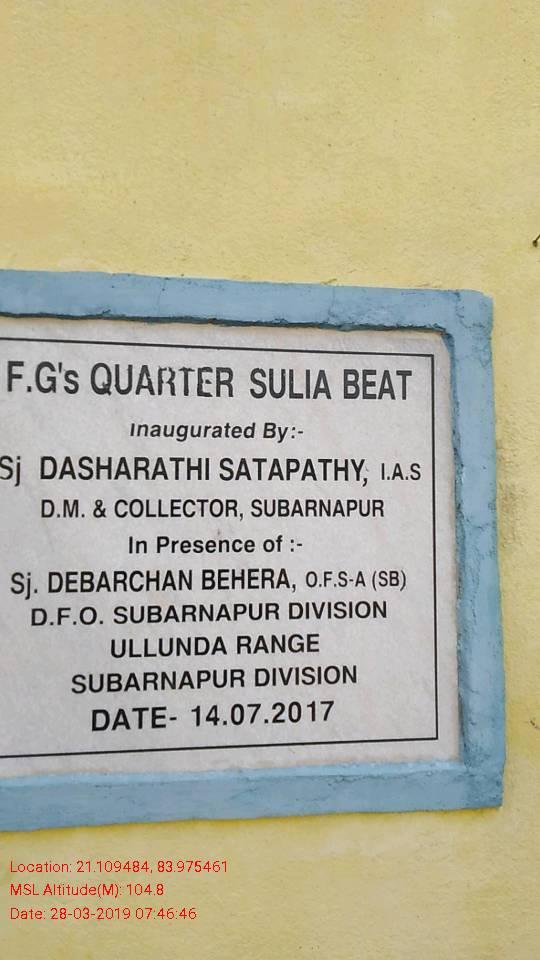 F.G's QUARTER SULIA BEAT
Inaugurated By:-
Sj DASHARATHI SATAPATHY, I.A.S
D.M. & COLLECTOR, SUBARNAPUR
In Presence of :-
Sj. DEBARCHAN BEHERA, O.F.S-A (SB)
D.F.O. SUBARNAPUR DIVISION
ULLUNDA RANGE
SUBARNAPUR DIVISION
DATE- 14.07.2017
Location: 21.109484, 83.975461
MSL Altitude(M): 104.8
Date: 28-03-2019 07:46:46